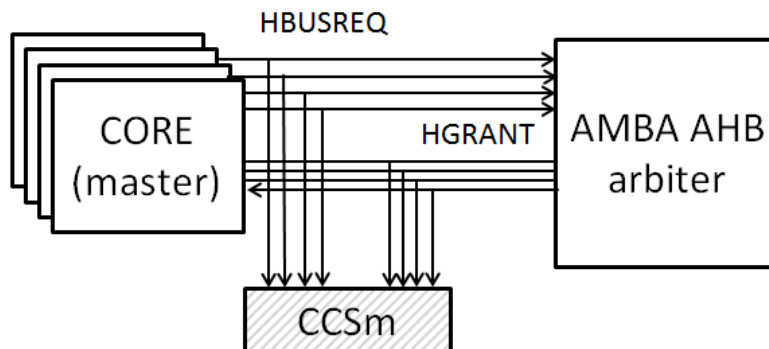 HBUSREQ
CORE
(master)
HGRANT
AMBA AHB
arbiter
CCSm